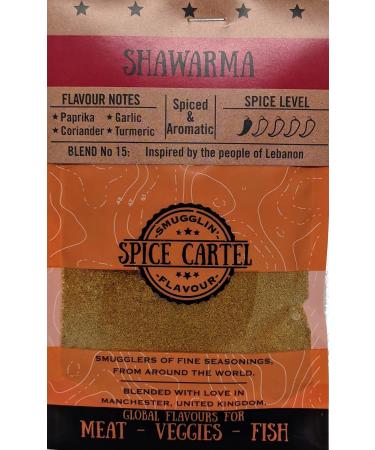 SHAWARMA
FLAVOUR NOTES
★ Paprika ★ Garlic
★ Coriander ★ Turmeric
Spiced
&
Aromatic
SPICE LEVEL
BLEND No 15: Inspired by the people of Lebanon
SMUGGLIN'
SPICE CARTEL
FLAVOUR
SMUGGLERS OF FINE SEASONINGS,
FROM AROUND THE WORLD.
BLENDED WITH LOVE IN
MANCHESTER, UNITED KINGDOM.
GLOBAL FLAVOURS FOR
MEAT - VEGGIES - FISH